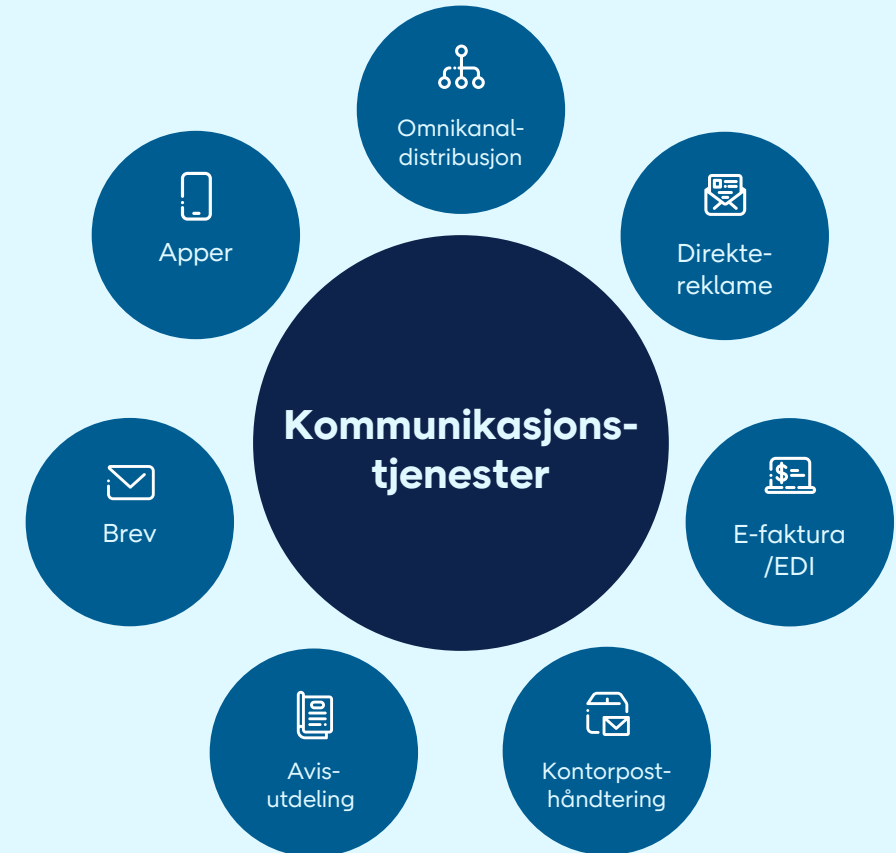 Omnikanal-
distribusjon
Apper
Direkte-
reklame
Kommunikasjons-
tjenester
Brev
E-faktura
/EDI
Avis-
utdeling
Kontorpost-
håndtering